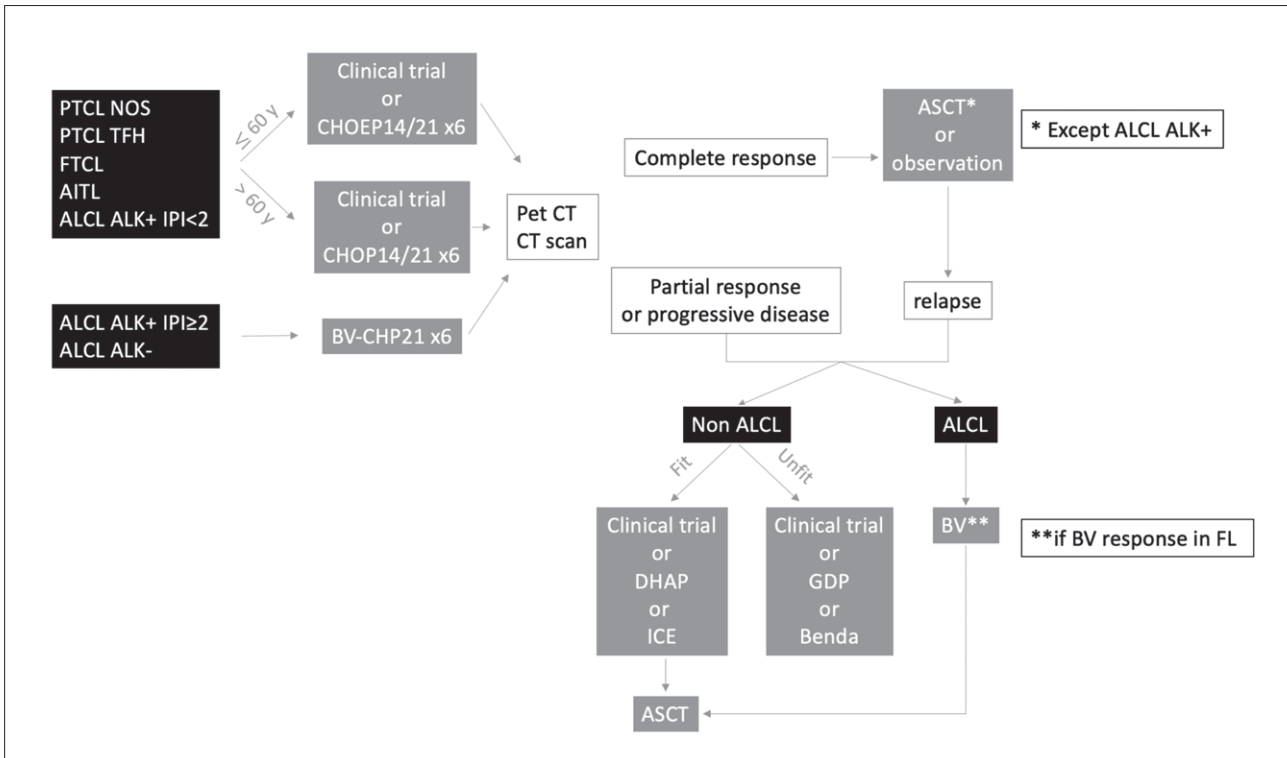 PTCL NOS
PTCL TFH
FTCL
AITL
ALCL ALK+ IPI<2
≤ 60 y
> 60 y
Clinical trial
or
CHOEP14/21 x6
Clinical trial
or
CHOP14/21 x6
ALCL ALK+ IPI≥2
ALCL ALK-
BV-CHP21 x6
Pet CT
CT scan
Complete response
ASCT*
or
observation
* Except ALCL ALK+
Partial response
or progressive disease
relapse
Non ALCL
ALCL
Fit
Unfit
Clinical trial
or
DHAP
or
ICE
Clinical trial
or
GDP
or
Benda
BV**
**if BV response in FL
ASCT